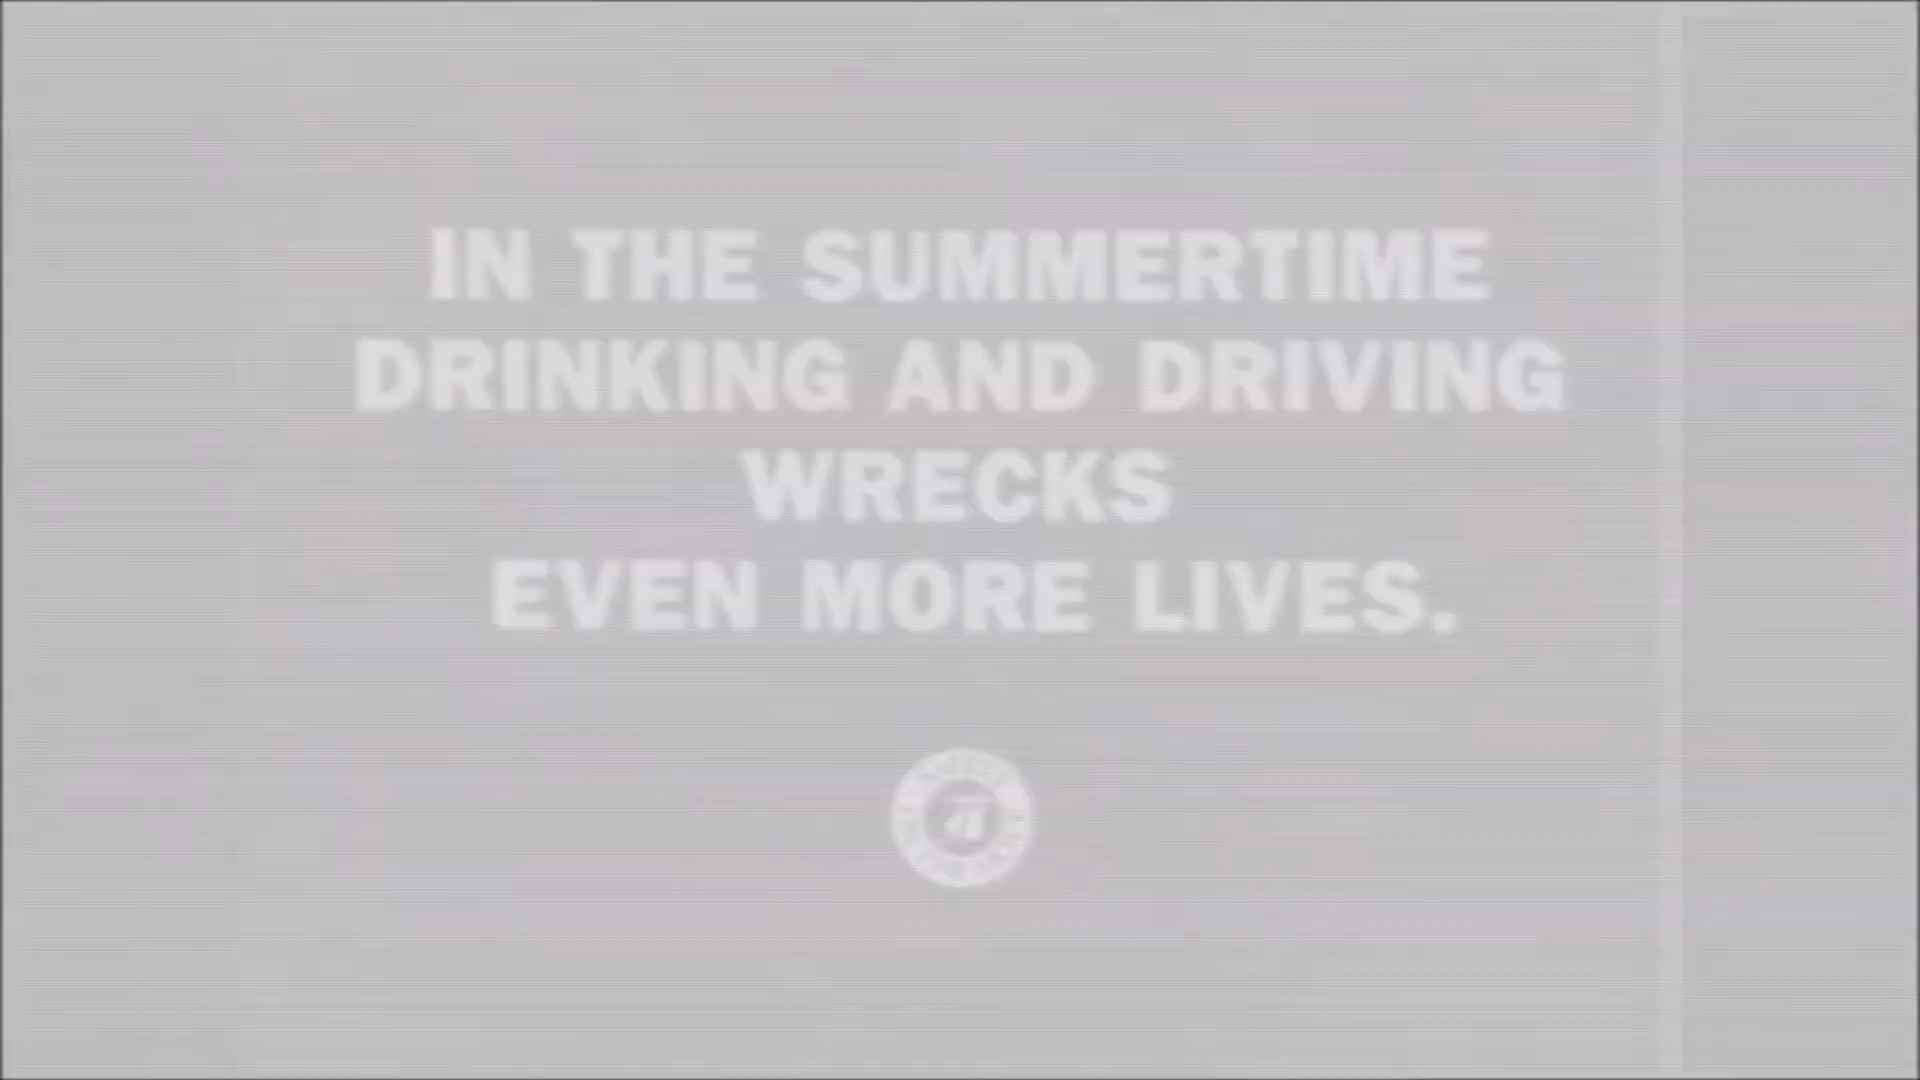 IN THE SUMMERTIME
DRINKING AND DRIVING
WRECKS
EVEN MORE LIVES.